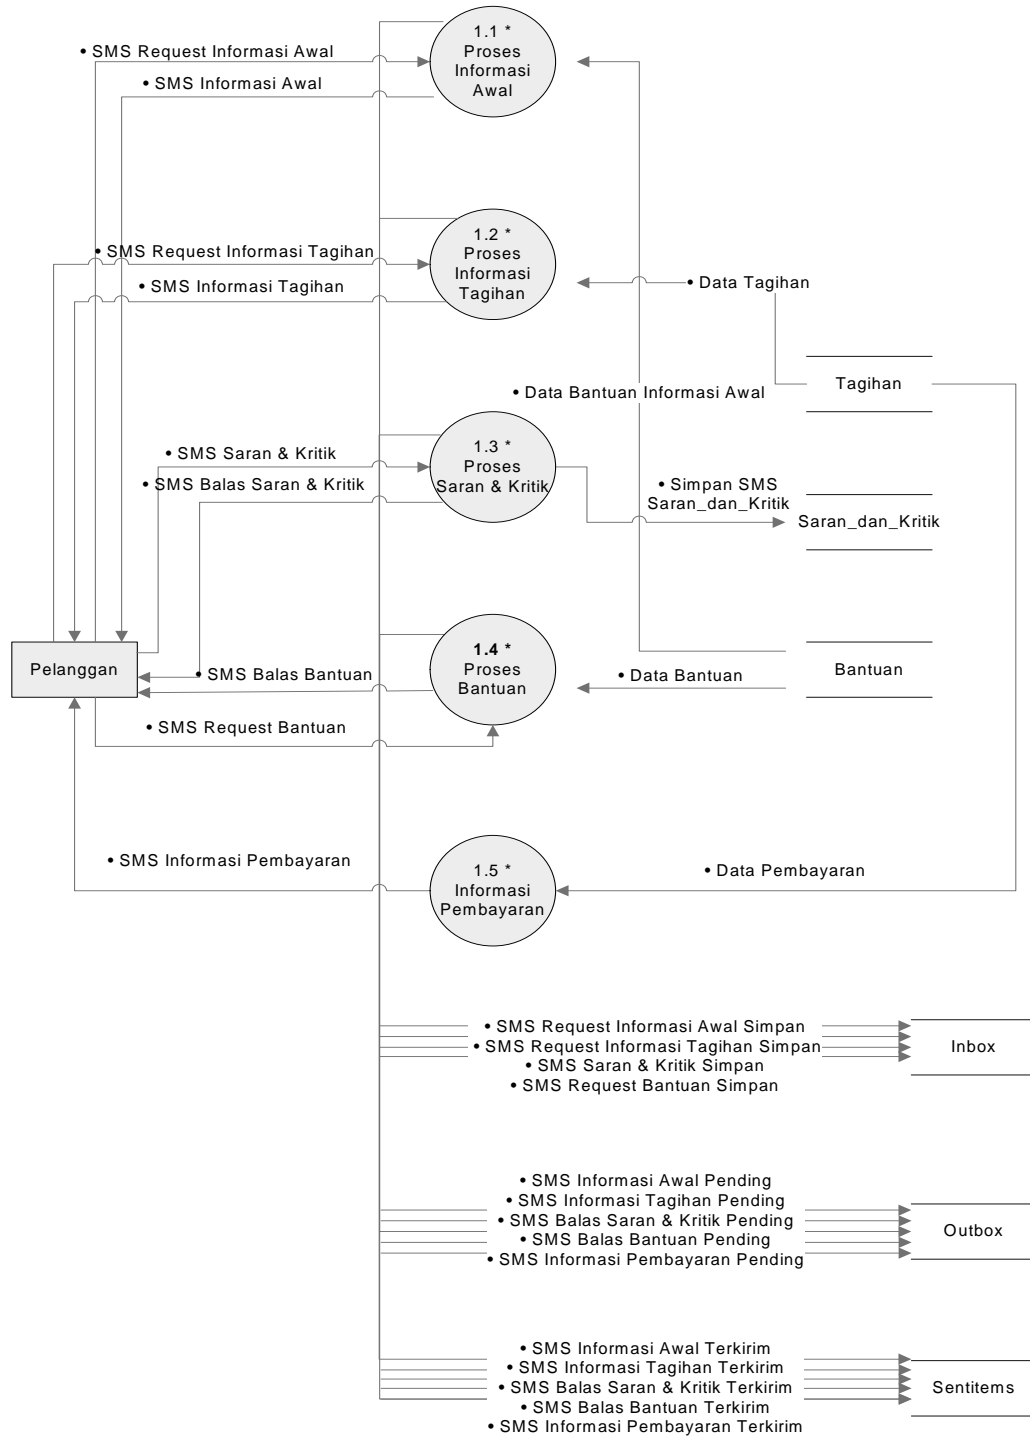 1.1 *
Proses
Informasi
Awal
• SMS Request Informasi Awal
• SMS Informasi Awal
1.2 *
Proses
Informasi
Tagihan
• SMS Request Informasi Tagihan
• SMS Informasi Tagihan
• Data Tagihan
Tagihan
• Data Bantuan Informasi Awal
1.3 *
Proses
Saran & Kritik
• SMS Saran & Kritik
• SMS Balas Saran & Kritik
• Simpan SMS
Saran_dan_Kritik
Saran_dan_Kritik
Pelanggan
1.4 *
Proses
Bantuan
• SMS Balas Bantuan
• Data Bantuan
Bantuan
• SMS Request Bantuan
• SMS Informasi Pembayaran
1.5 *
Informasi
Pembayaran
• Data Pembayaran
• SMS Request Informasi Awal Simpan
• SMS Request Informasi Tagihan Simpan
• SMS Saran & Kritik Simpan
• SMS Request Bantuan Simpan
Inbox
• SMS Informasi Awal Pending
• SMS Informasi Tagihan Pending
• SMS Balas Saran & Kritik Pending
• SMS Balas Bantuan Pending
• SMS Informasi Pembayaran Pending
Outbox
• SMS Informasi Awal Terkirim
• SMS Informasi Tagihan Terkirim
• SMS Balas Saran & Kritik Terkirim
• SMS Balas Bantuan Terkirim
• SMS Informasi Pembayaran Terkirim
Sentitems